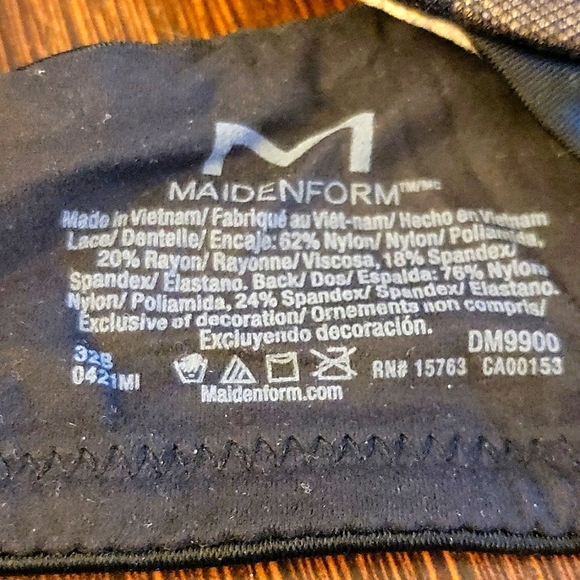 M
MAIDENFORM™/MC
Made in Vietnam/ Fabriqué au Viêt-nam/ Hecho en Vietnam
Lace/ Dentelle/ Encaje: 62% Nylon/ Nylon/ Poliamida,
20% Rayon/ Rayonne/ Viscosa, 18% Spandex/
Spandex/ Elastano. Back/ Dos/ Espalda: 76% Nylon/
Nylon/ Poliamida, 24% Spandex/ Spandex/ Elastano.
Exclusive of decoration/ Ornements non compris/
Excluyendo decoración.
DM9900
32B
0421MI
RN# 15763 CA00153
Maidenform.com